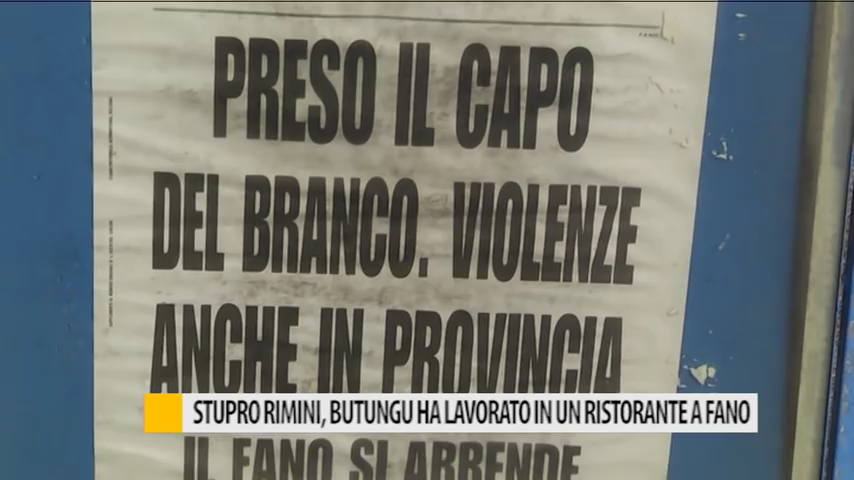 FANO
PRESO IL CAPO
DEL BRANCO. VIOLENZE
ANCHE IN PROVINCIA
STUPRO RIMINI, BUTUNGU HA LAVORATO IN UN RISTORANTE A FANO
IL FANO SI ARRENDE